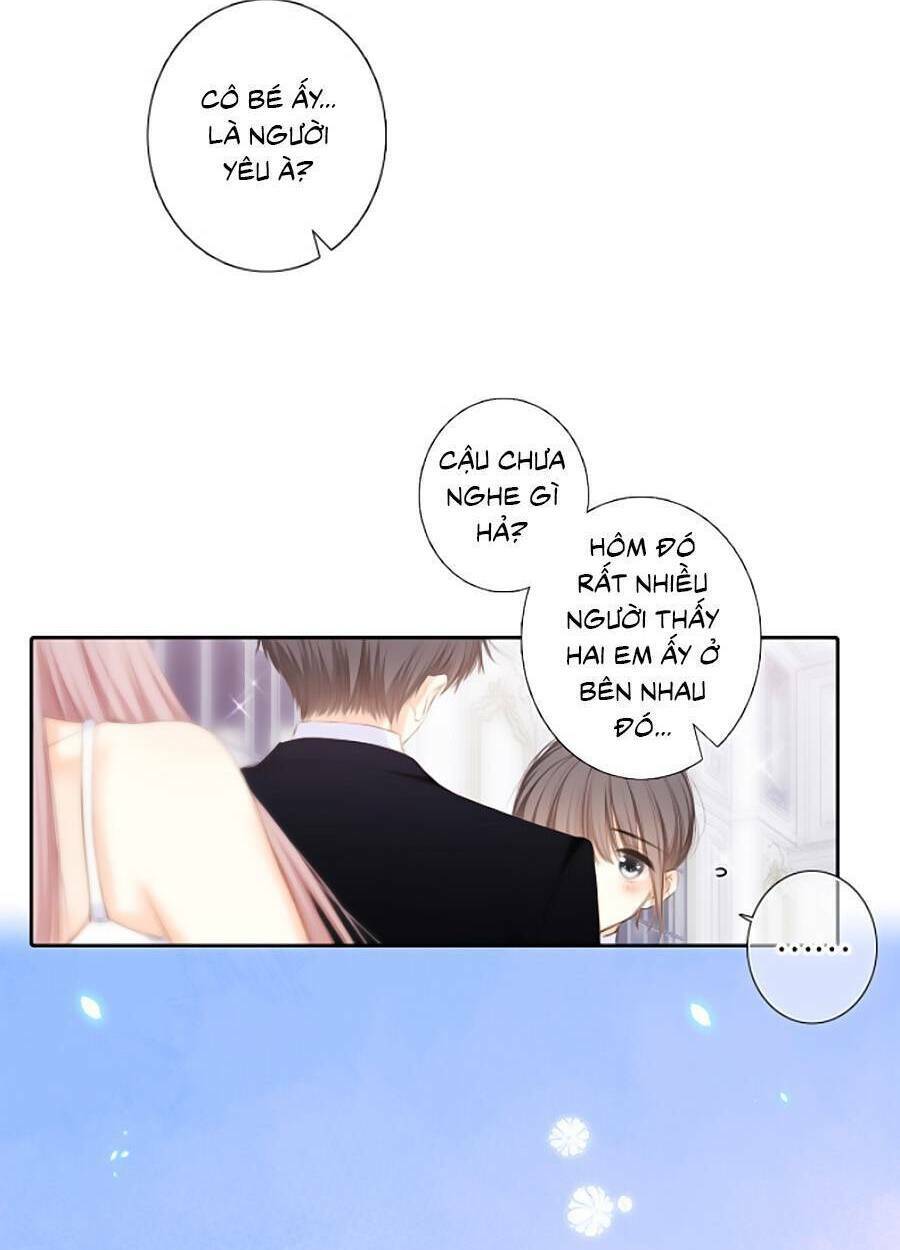 CÔ BÉ ẤY...
LÀ NGƯỜI
YÊU À?
CẬU CHƯA
NGHE GÌ
HẢ?
HÔM ĐÓ
RẤT NHIỀU
NGƯỜI THẤY
HAI EM ẤY Ở
BÊN NHAU
ĐÓ...
......